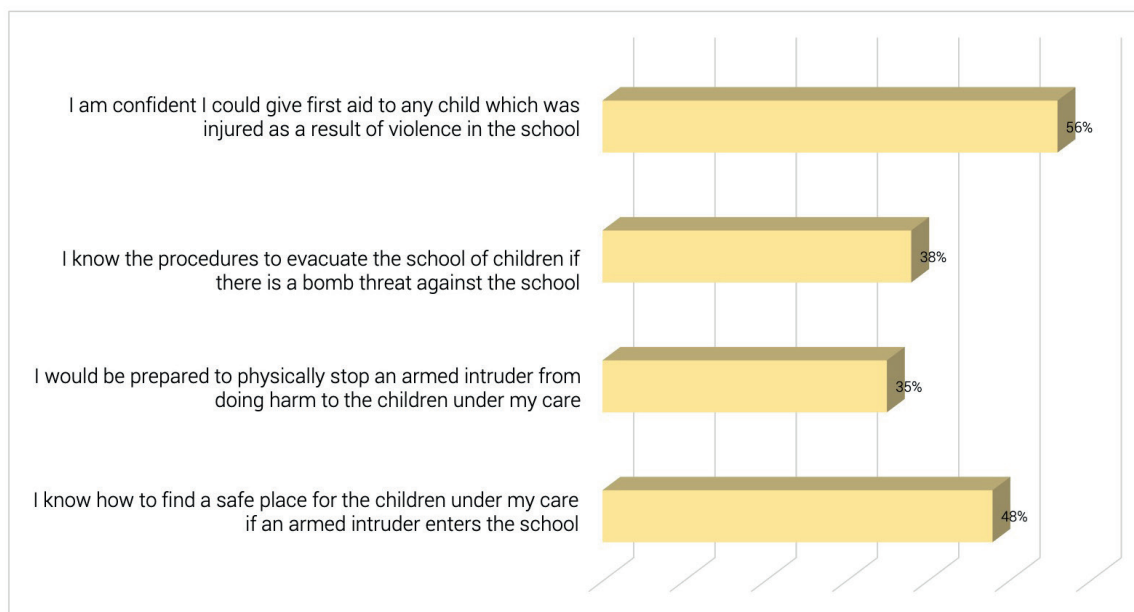 I am confident I could give first aid to any child which was
injured as a result of violence in the school
56%
I know the procedures to evacuate the school of children if
there is a bomb threat against the school
38%
I would be prepared to physically stop an armed intruder from
doing harm to the children under my care
35%
I know how to find a safe place for the children under my care
if an armed intruder enters the school
48%